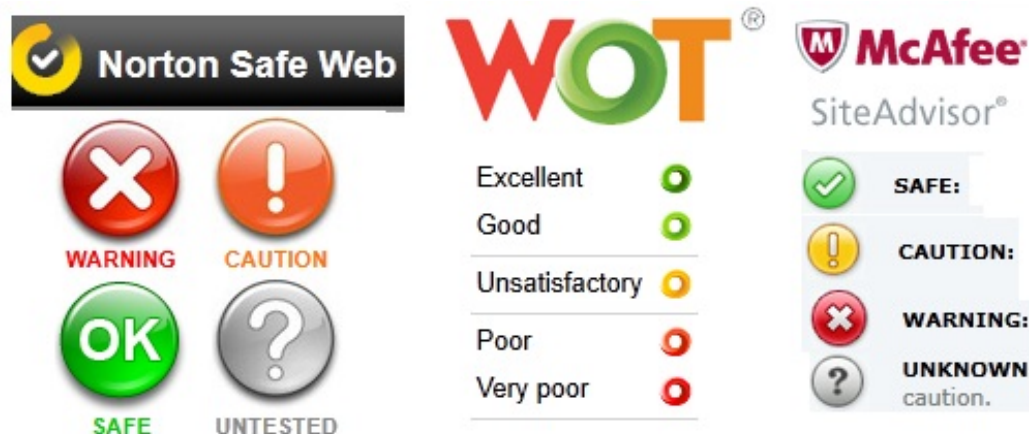 Norton Safe Web
WARNING
CAUTION
OK
SAFE
UNTESTED
WOT®
Excellent
Good
Unsatisfactory
Poor
Very poor
McAfee
SiteAdvisor®
SAFE:
CAUTION:
WARNING:
UNKNOWN
caution.